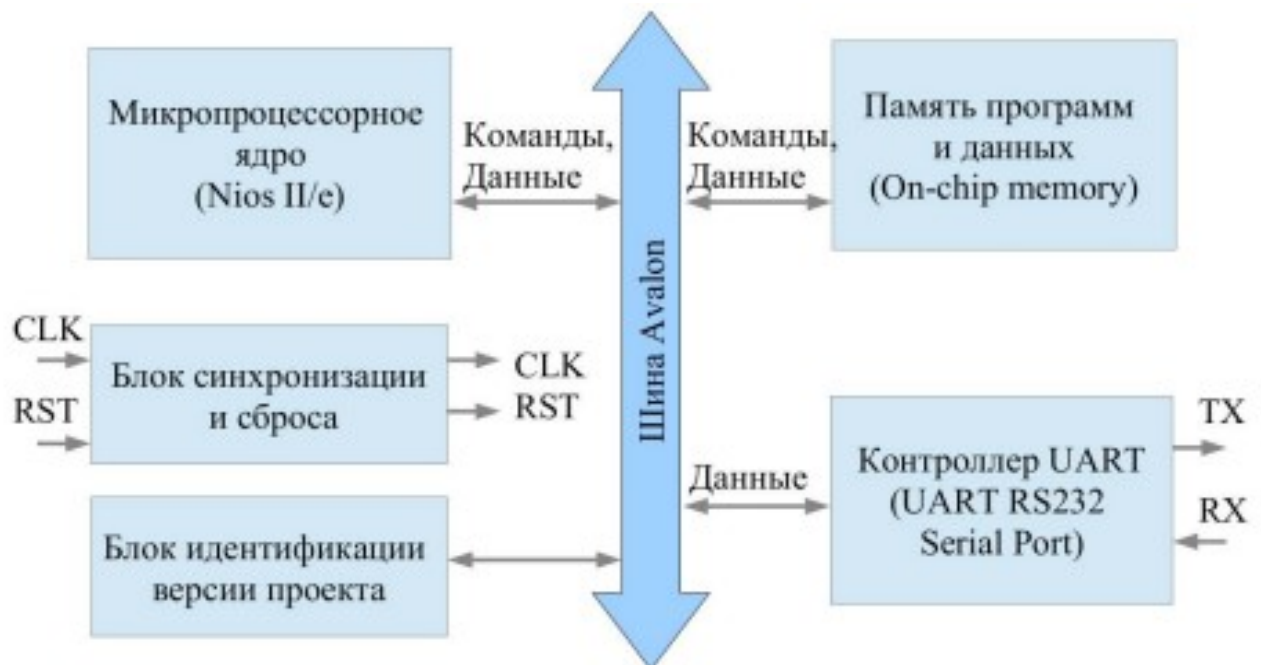 Микропроцессорное
ядро
(Nios II/e)
Команды,
Данные
Шина Avalon
Команды,
Данные
Память программ
и данных
(On-chip memory)
CLK
RST
Блок синхронизации
и сброса
CLK
RST
Блок идентификации
версии проекта
Данные
Контроллер UART
(UART RS232
Serial Port)
TX
RX